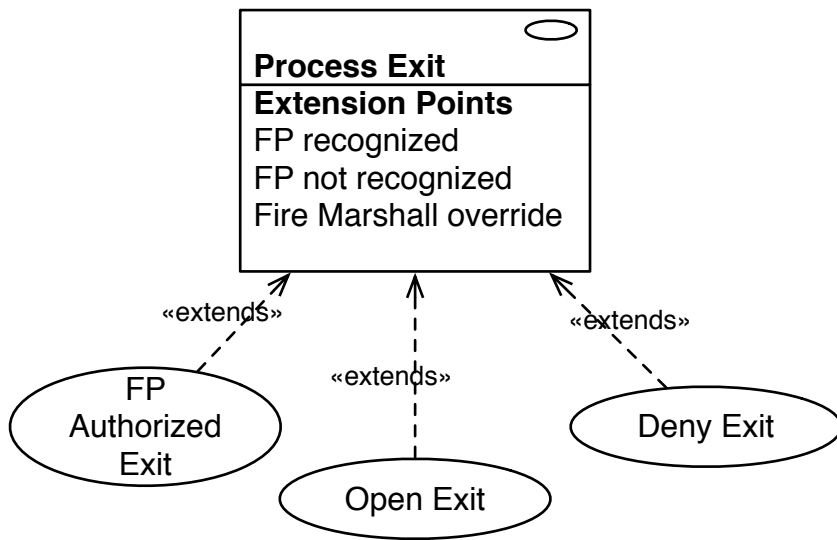 Process Exit
Extension Points
FP recognized
FP not recognized
Fire Marshall override
«extends»
«extends»
«extends»
FP
Authorized
Exit
Open Exit
Deny Exit